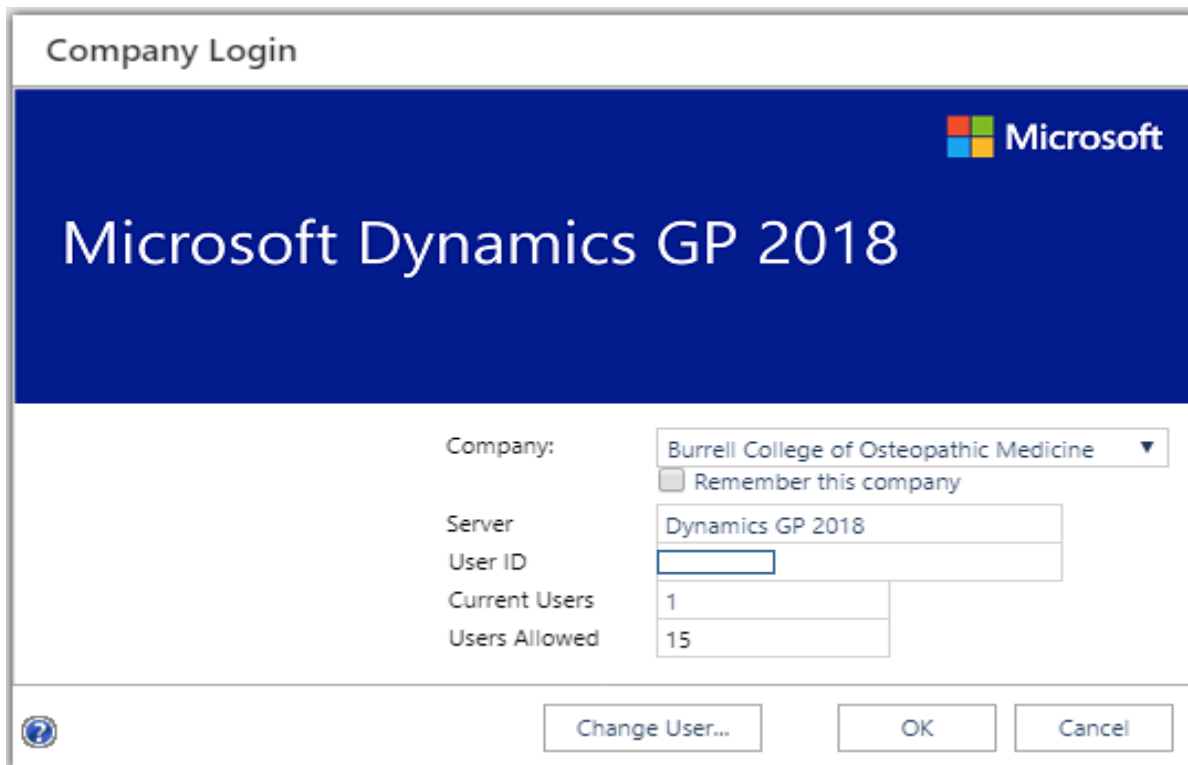 Company Login
Microsoft
Microsoft Dynamics GP 2018
Company:
Burrell College of Osteopathic Medicine
Remember this company
Server
Dynamics GP 2018
User ID
Current Users
1
Users Allowed
15
?
Change User...
OK
Cancel